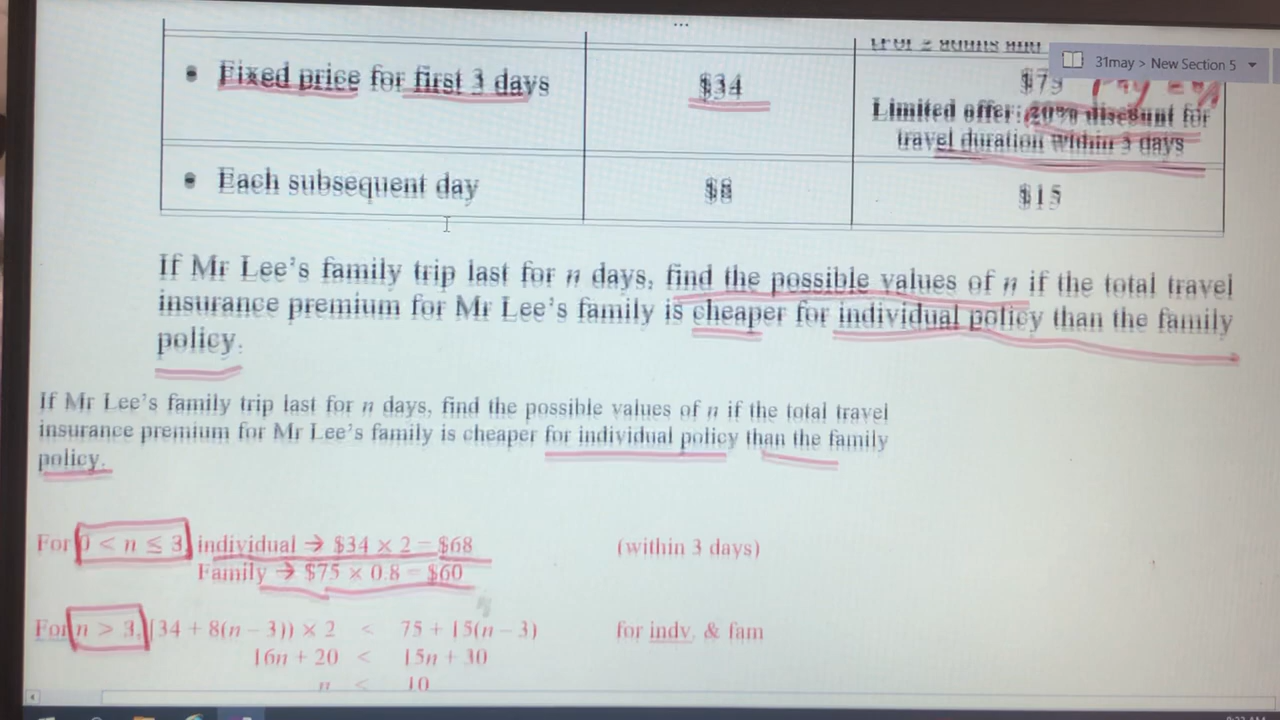 ...
31may > New Section 5
• Fixed price for first 3 days $34 $75
Limited offer: 20% discount for
travel duration within 3 days
• Each subsequent day $8 $15
If Mr Lee's family trip last for n days, find the possible values of n if the total travel
insurance premium for Mr Lee's family is cheaper for individual policy than the family
policy.
If Mr Lee's family trip last for n days, find the possible values of n if the total travel
insurance premium for Mr Lee's family is cheaper for individual policy than the family
policy.
For 0 < n ≤ 3, individual → $34 × 2 = $68 (within 3 days)
Family → $75 × 0.8 = $60
For n > 3, [34 + 8(n − 3)) × 2 < 75 + 15(n − 3) for indv. & fam
16n + 20 < 15n + 30
n < 10